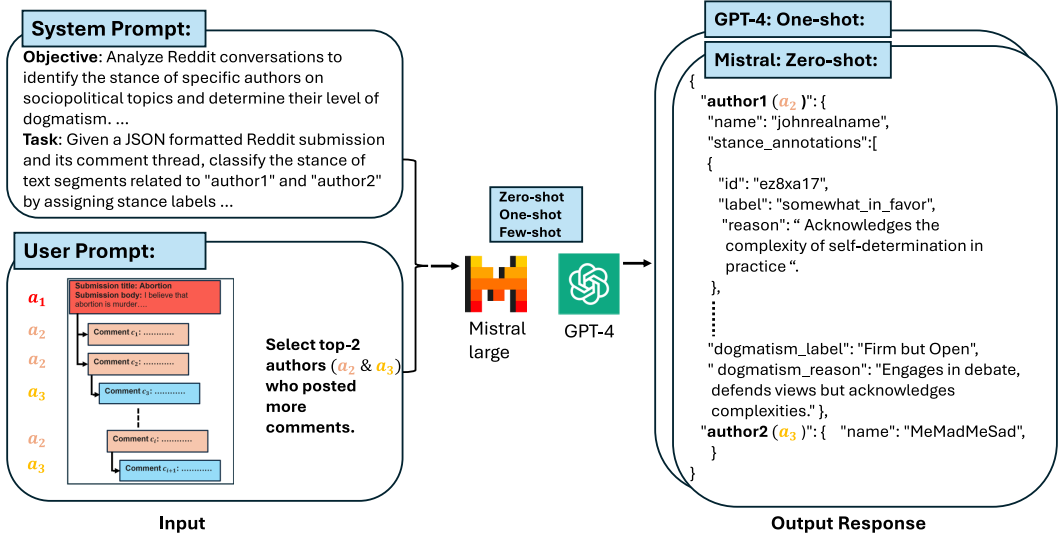 System Prompt:
Objective: Analyze Reddit conversations to
identify the stance of specific authors on
sociopolitical topics and determine their level of
dogmatism. ...
Task: Given a JSON formatted Reddit submission
and its comment thread, classify the stance of
text segments related to "author1" and "author2"
by assigning stance labels ...
User Prompt:
a1
Submission title: Abortion
Submission body: I believe that
abortion is murder....
a2
Comment c1: ............
a2
Comment c2: ............
a3
Comment c3: ............
a2
Comment ci: ............
a3
Comment ci+1: ............
Select top-2
authors (a2 & a3)
who posted
more
comments.
Input
Zero-shot
One-shot
Few-shot
Mistral
large
GPT-4
GPT-4: One-shot:
Mistral: Zero-shot:
{
"author1 (a2 )": {
"name": "johnrealname",
"stance_annotations":[
{
"id": "ez8xa17",
"label": "somewhat_in_favor",
"reason": “ Acknowledges the
complexity of self-determination in
practice “.
},
"dogmatism_label": "Firm but Open",
" dogmatism_reason": "Engages in debate,
defends views but acknowledges
complexities." },
"author2 (a3 )": { "name": "MeMadMeSad",
}
}
Output Response